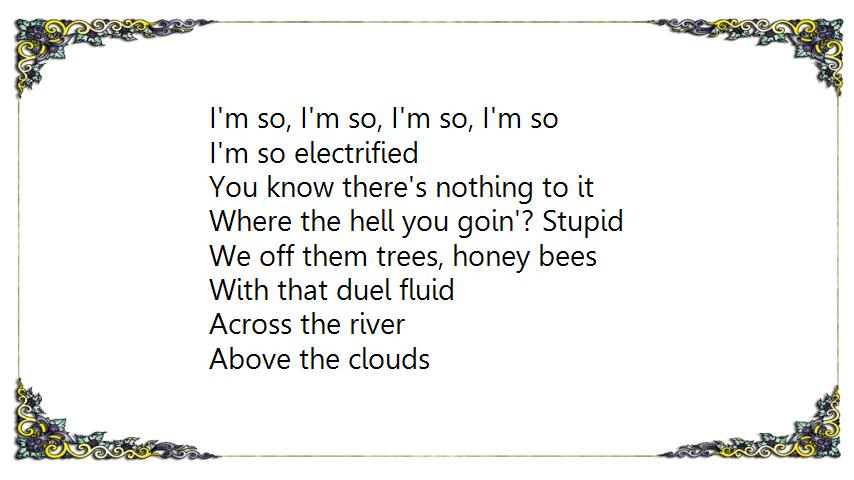 I'm so, I'm so, I'm so, I'm so
I'm so electrified
You know there's nothing to it
Where the hell you goin'? Stupid
We off them trees, honey bees
With that duel fluid
Across the river
Above the clouds